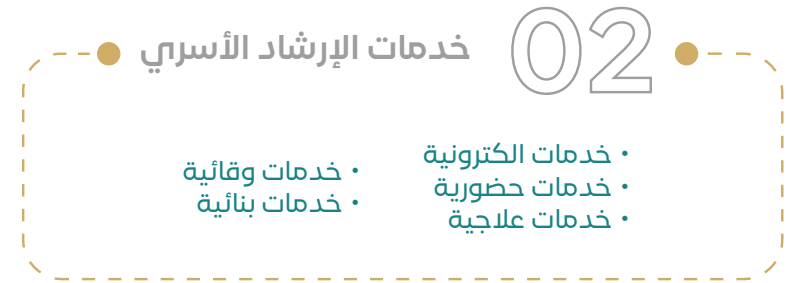 02
خدمات الإرشاد الأسري
• خدمات الكترونية
• خدمات حضورية
• خدمات علاجية
• خدمات وقائية
• خدمات بنائية